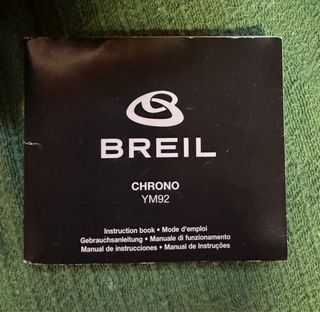 BREIL
CHRONO
YM92
Instruction book • Mode d'emploi
Gebrauchsanleitung • Manuale di funzionamento
Manual de instrucciones • Manual de Instruções